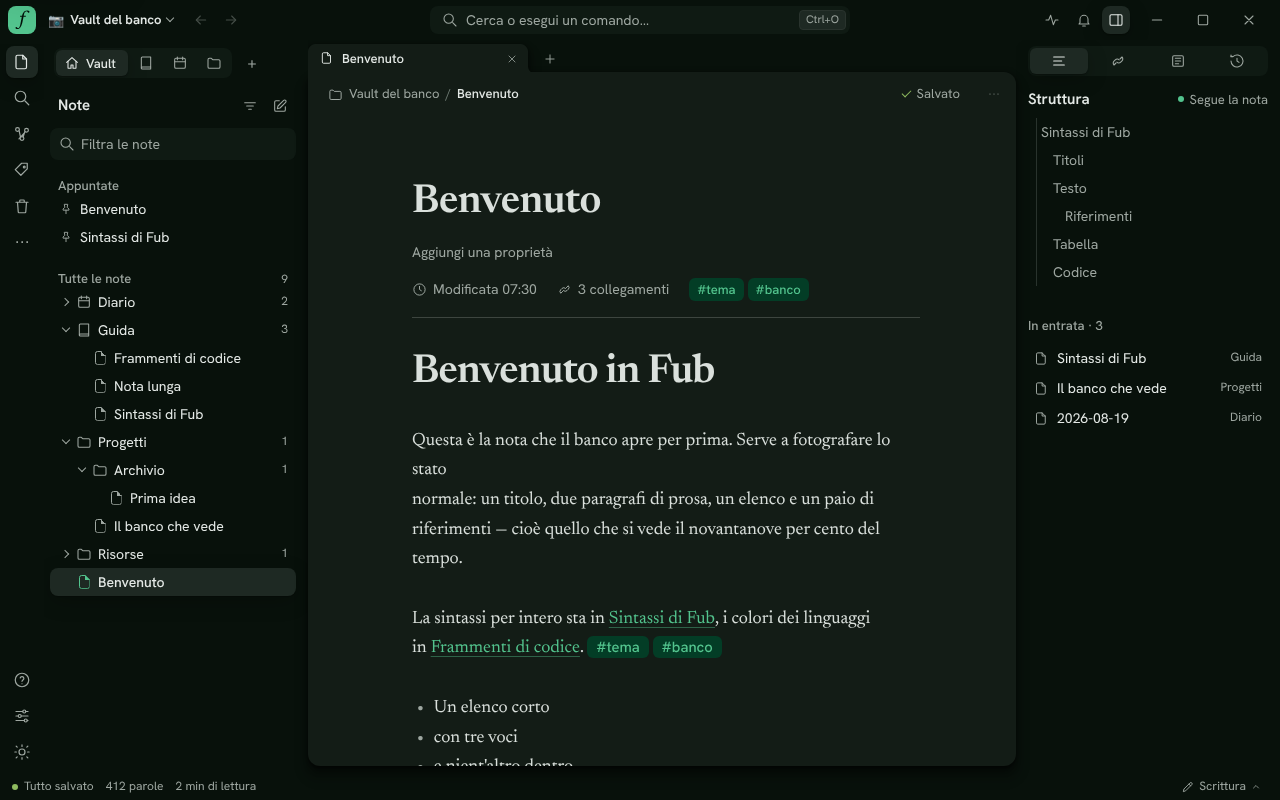 f Vault del banco
Cerca o esegui un comando... Ctrl+O
Vault
Note
Filtra le note
Appuntate
Benvenuto
Sintassi di Fub
Tutte le note 9
Diario 2
Guida 3
Frammenti di codice
Nota lunga
Sintassi di Fub
Progetti 1
Archivio 1
Prima idea
Il banco che vede
Risorse 1
Benvenuto
Benvenuto
Vault del banco / Benvenuto
Salvato
Benvenuto
Aggiungi una proprietà
Modificata 07:30 3 collegamenti #tema #banco
Benvenuto in Fub
Questa è la nota che il banco apre per prima. Serve a fotografare lo
stato
normale: un titolo, due paragrafi di prosa, un elenco e un paio di
riferimenti — cioè quello che si vede il novantanove per cento del
tempo.
La sintassi per intero sta in Sintassi di Fub, i colori dei linguaggi
in Frammenti di codice. #tema #banco
• Un elenco corto
• con tre voci
• e nient'altro dentro
Struttura
Segue la nota
Sintassi di Fub
Titoli
Testo
Riferimenti
Tabella
Codice
In entrata · 3
Sintassi di Fub Guida
Il banco che vede Progetti
2026-08-19 Diario
Tutto salvato 412 parole 2 min di lettura
Scrittura